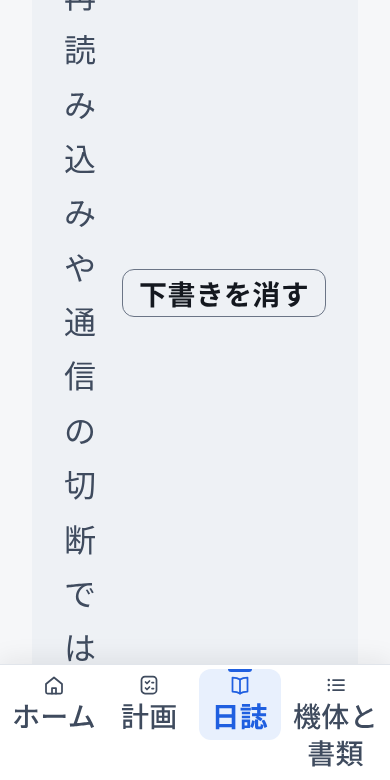 再
読
み
込
み
や
通
信
の
切
断
で
は
下書きを消す
ホーム
計画
日誌
機体と
書類